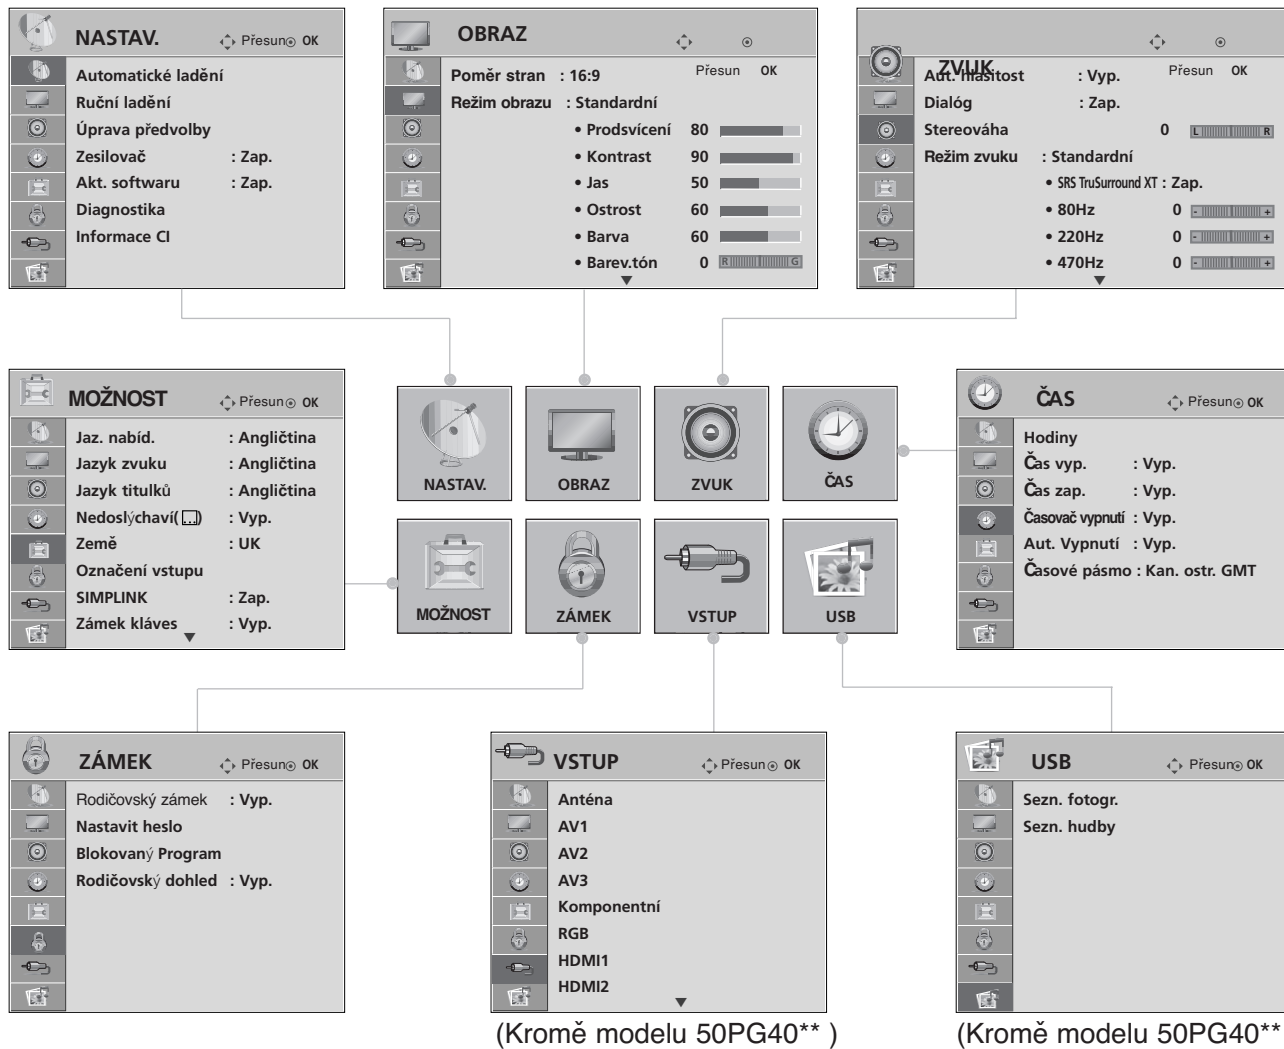 NASTAV.
Přesun OK
Automatické ladění
Ruční ladění
Úprava předvolby
Zesilovač : Zap.
Akt. softwaru : Zap.
Diagnostika
Informace CI
OBRAZ
Přesun OK
Poměr stran : 16:9
Režim obrazu : Standardní
• Prodsvícení 80
• Kontrast 90
• Jas 50
• Ostrost 60
• Barva 60
• Barev.tón 0 R G
ZVUK
Přesun OK
Aut. hlasitost : Vyp.
Dialóg : Zap.
Stereováha 0 L R
Režim zvuku : Standardní
• SRS TruSurround XT : Zap.
• 80Hz 0 - +
• 220Hz 0 - +
• 470Hz 0 - +
MOŽNOST
Přesun OK
Jaz. nabíd. : Angličtina
Jazyk zvuku : Angličtina
Jazyk titulků : Angličtina
Nedoslýchaví( ) : Vyp.
Země : UK
Označení vstupu
SIMPLINK : Zap.
Zámek kláves : Vyp.
NASTAV.
OBRAZ
ZVUK
ČAS
MOŽNOST
ZÁMEK
VSTUP
USB
ČAS
Přesun OK
Hodiny
Čas vyp. : Vyp.
Čas zap. : Vyp.
Časovač vypnutí : Vyp.
Aut. Vypnutí : Vyp.
Časové pásmo : Kan. ostr. GMT
ZÁMEK
Přesun OK
Rodičovský zámek : Vyp.
Nastavit heslo
Blokovaný Program
Rodičovský dohled : Vyp.
VSTUP
Přesun OK
Anténa
AV1
AV2
AV3
Komponentní
RGB
HDMI1
HDMI2
(Kromě modelu 50PG40** )
USB
Přesun OK
Sezn. fotogr.
Sezn. hudby
(Kromě modelu 50PG40**